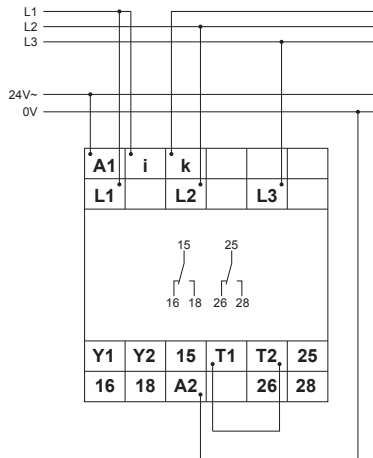 L1
L2
L3
24V~
0V
A1 i k
L1 L2 L3
15 25
16 18 26 28
Y1 Y2 15 T1 T2 25
16 18 A2 26 28